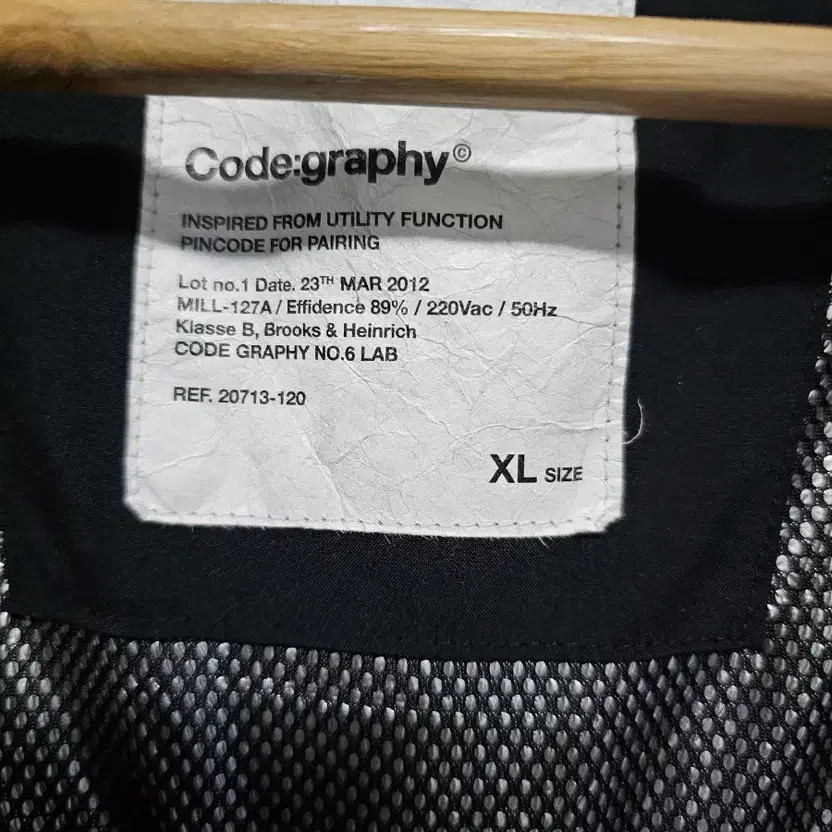 Code:graphy©
INSPIRED FROM UTILITY FUNCTION
PINCODE FOR PAIRING
Lot no.1 Date. 23TH MAR 2012
MILL-127A / Effidence 89% / 220Vac / 50Hz
Klasse B, Brooks & Heinrich
CODE GRAPHY NO.6 LAB
REF. 20713-120
XL SIZE